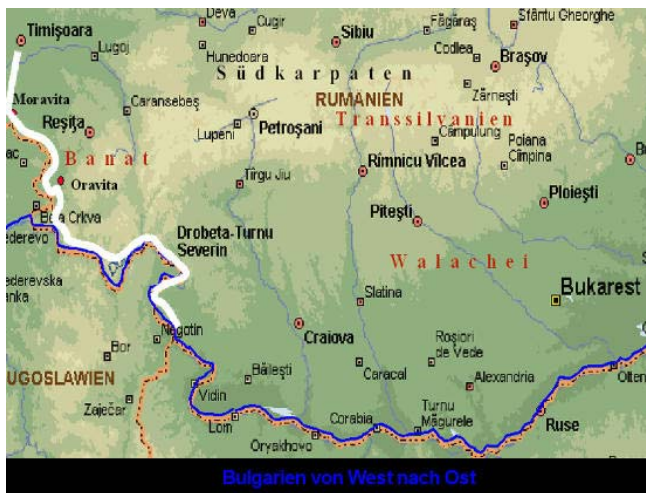 Deva
Cugir
Sibiu
Făgăraş
Sfântu Gheorghe
Timişoara
Lugoj
Hunedoara
Codlea
Braşov
Südkarpaten
Zărneşti
Moravita
Caransebeş
RUMÄNIEN
Transsilvanien
Reşiţa
Lupeni
Petroşani
Câmpulung
Poiana
Cîmpina
Banat
Rîmnicu Vîlcea
Oravita
Tîrgu Jiu
Ploieşti
Piteşti
Crkva
Drobeta-Turnu
Severin
Walachei
Bukarest
Slatina
Negotin
Craiova
Roşiori
de Vede
Bor
Băileşti
Caracal
UGOSLAWIEN
Vidin
Alexandria
Olten
Zaječar
Lom
Corabia
Turnu
Măgurele
Ruse
Oryakhovo
Bulgarien von West nach Ost